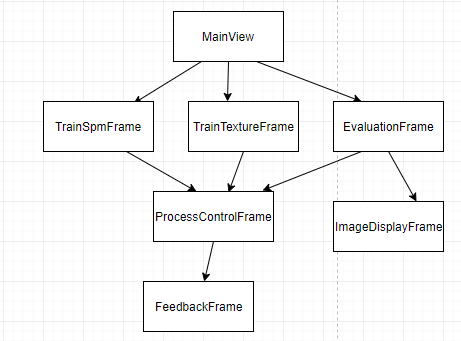 MainView
TrainSpmFrame
TrainTextureFrame
EvaluationFrame
ProcessControlFrame
ImageDisplayFrame
FeedbackFrame